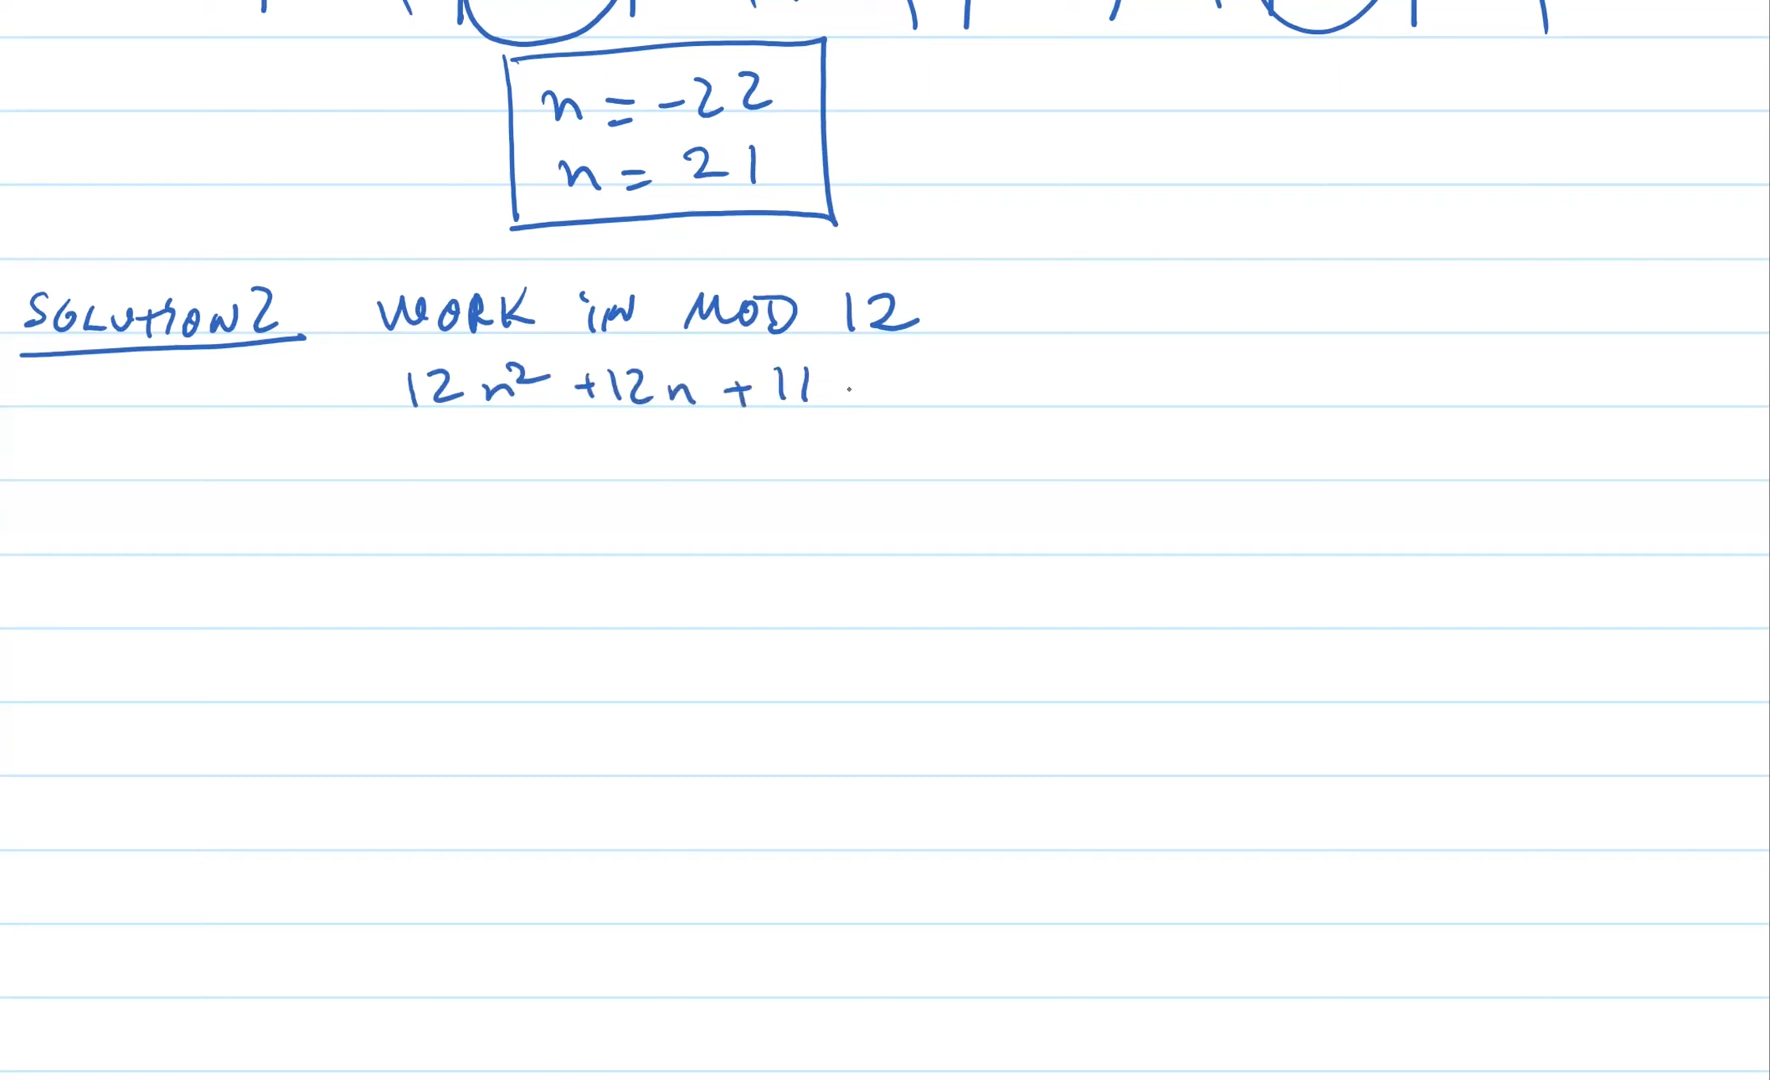 n = -22
n = 21
SOLUTION 2 WORK IN MOD 12
12n² + 12n + 11